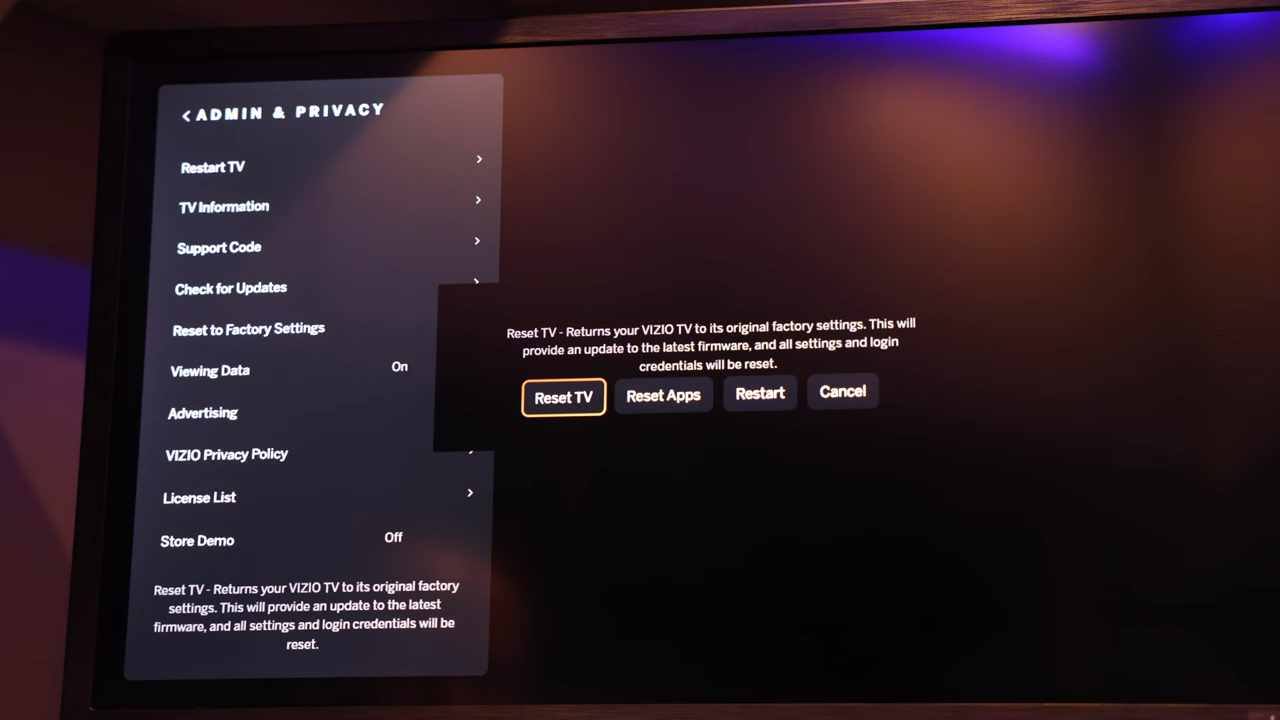 ADMIN & PRIVACY
Restart TV
TV Information
Support Code
Check for Updates
Reset to Factory Settings
Viewing Data On
Advertising
VIZIO Privacy Policy
License List
Store Demo Off
Reset TV - Returns your VIZIO TV to its original factory
settings. This will provide an update to the latest
firmware, and all settings and login credentials will be
reset.
Reset TV - Returns your VIZIO TV to its original factory settings. This will
provide an update to the latest firmware, and all settings and login
credentials will be reset.
Reset TV Reset Apps Restart Cancel